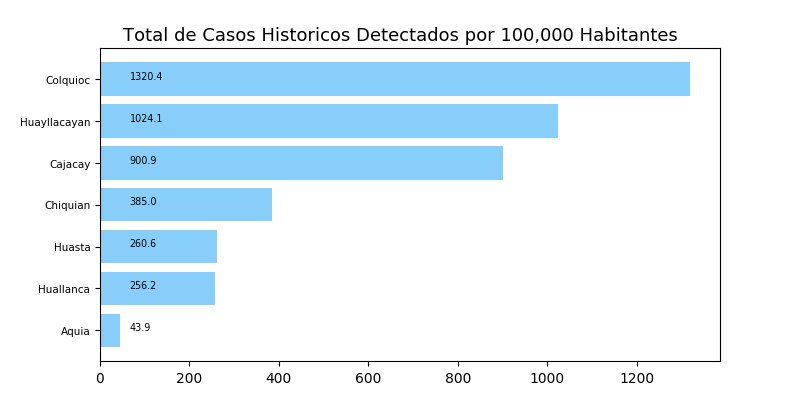 Total de Casos Historicos Detectados por 100,000 Habitantes
Colquioc 1320.4
Huayllacayan 1024.1
Cajacay 900.9
Chiquian 385.0
Huasta 260.6
Huallanca 256.2
Aquia 43.9
0 200 400 600 800 1000 1200